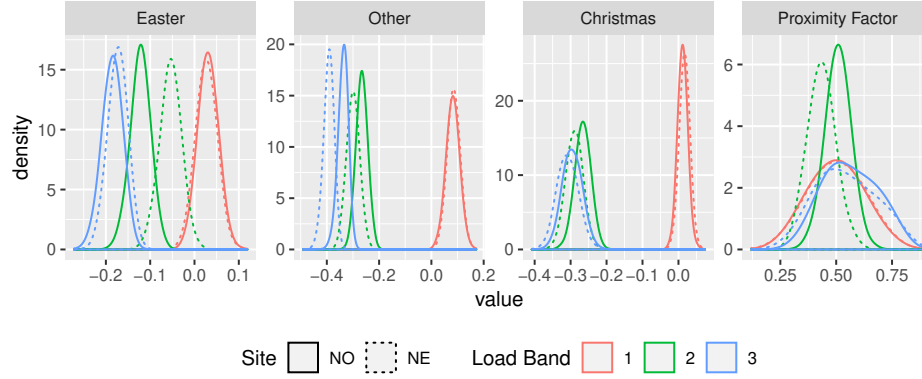 Easter Other Christmas Proximity Factor
density
15 10 5 0
20 15 10 5 0
20 10 0
6 4 2 0
-0.2 -0.1 0.0 0.1
-0.4 -0.2 0.0 0.2
-0.4 -0.3 -0.2 -0.1 0.0
0.25 0.50 0.75
value
Site NO NE Load Band 1 2 3